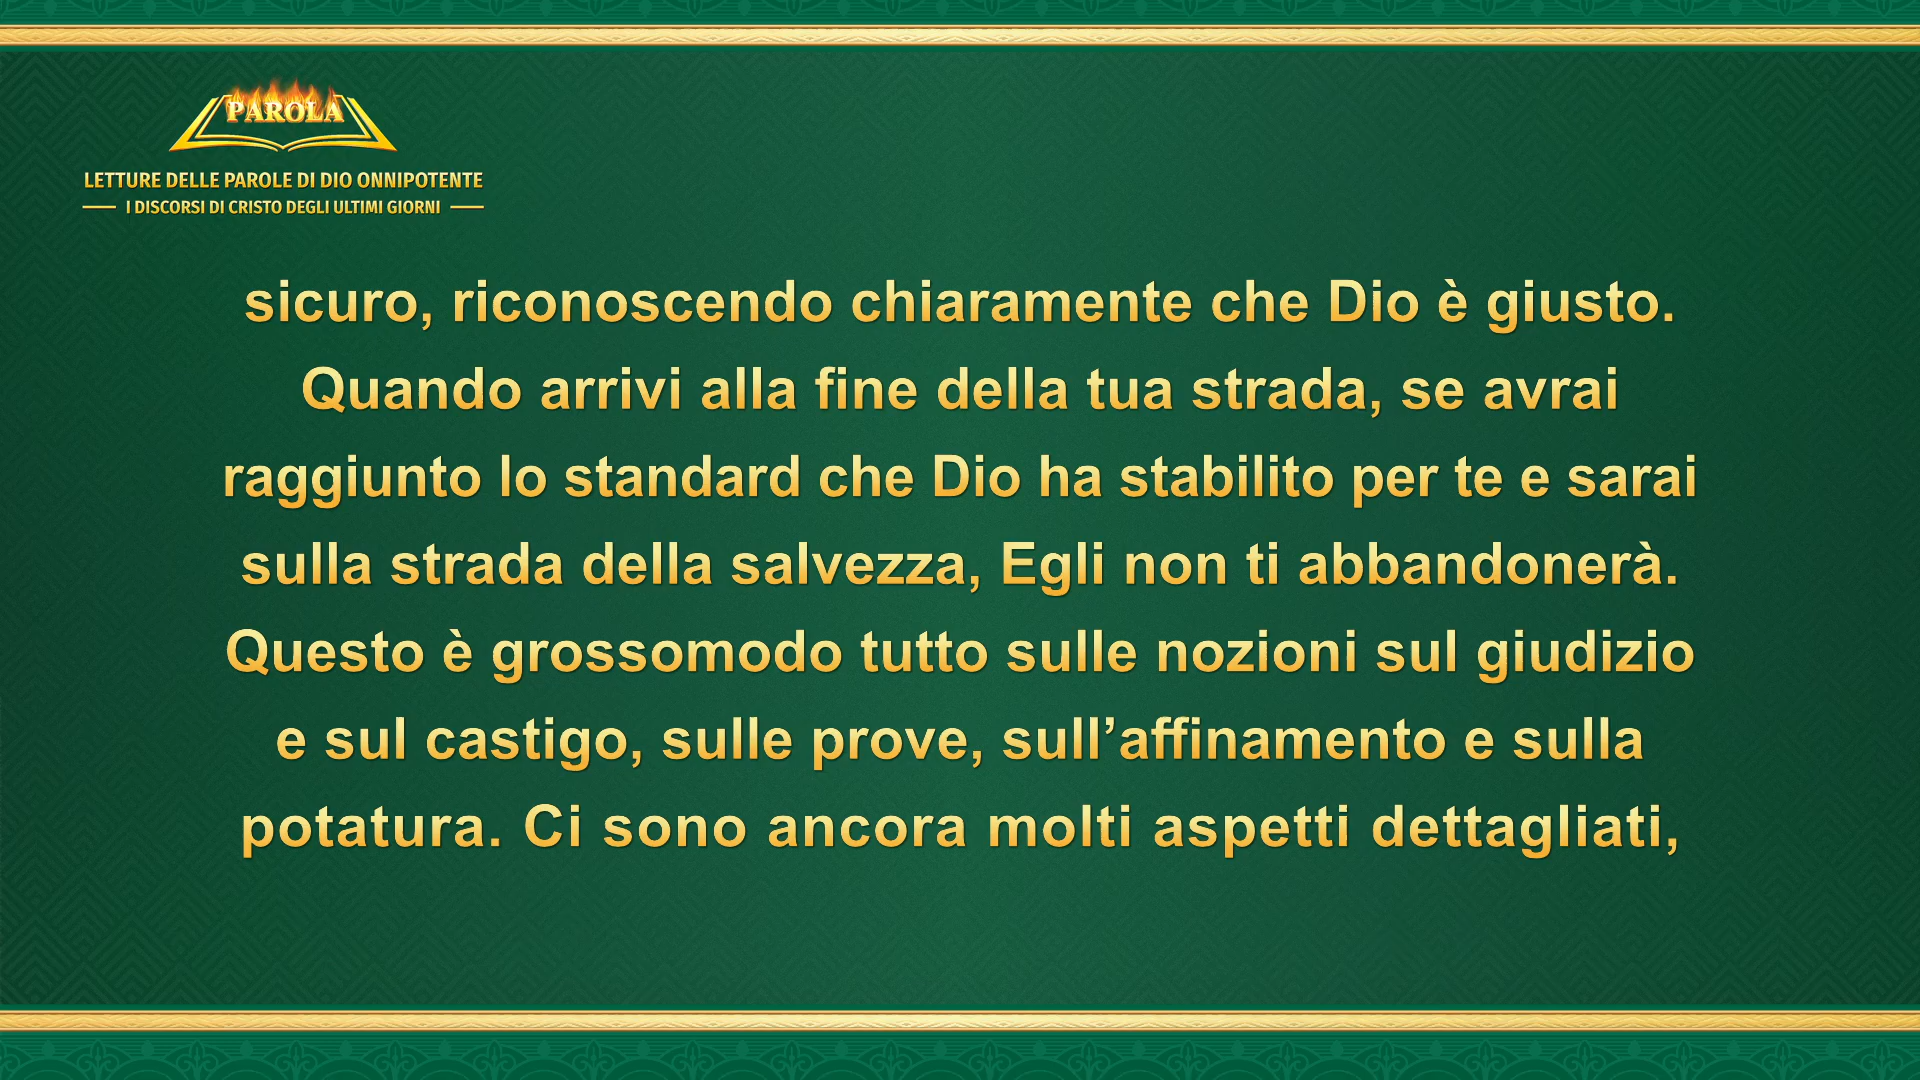 PAROLA
LETTURE DELLE PAROLE DI DIO ONNIPOTENTE
I DISCORSI DI CRISTO DEGLI ULTIMI GIORNI
sicuro, riconoscendo chiaramente che Dio è giusto.
Quando arrivi alla fine della tua strada, se avrai
raggiunto lo standard che Dio ha stabilito per te e sarai
sulla strada della salvezza, Egli non ti abbandonerà.
Questo è grossomodo tutto sulle nozioni sul giudizio
e sul castigo, sulle prove, sull’affinamento e sulla
potatura. Ci sono ancora molti aspetti dettagliati,